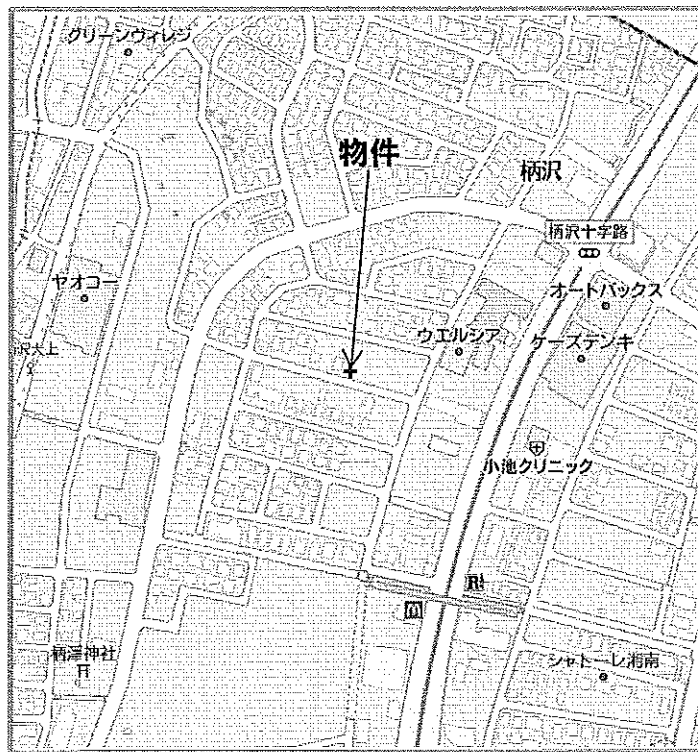 グリーンヴィレジ
物件
柄沢
柄沢十字路
ヤオコー
オートバックス
ウエルシア
ケーズデンキ
沢大上
小池クリニック
R
m
柄澤神社
シャトーレ湘南